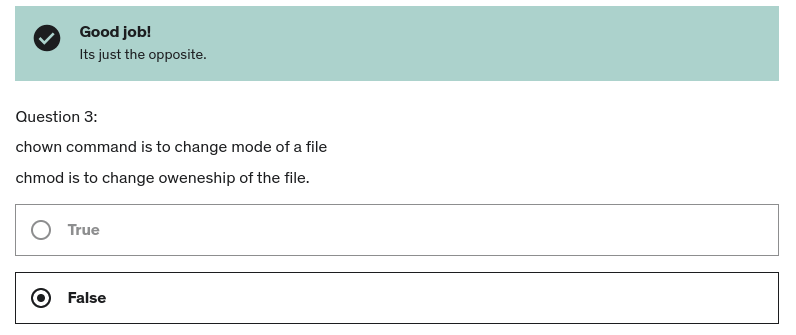 Good job!
Its just the opposite.
Question 3:
chown command is to change mode of a file
chmod is to change oweneship of the file.
True
False